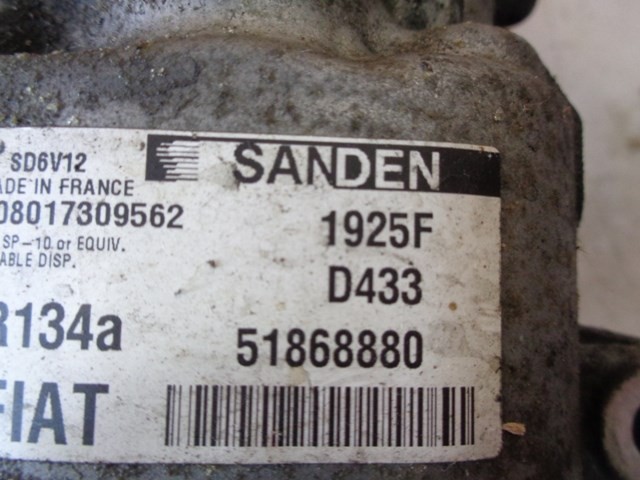 SD6V12 SANDEN
ADE IN FRANCE
08017309562 1925F
SP-10 or EQUIV.
ABLE DISP. D433
R134a 51868880
FIAT